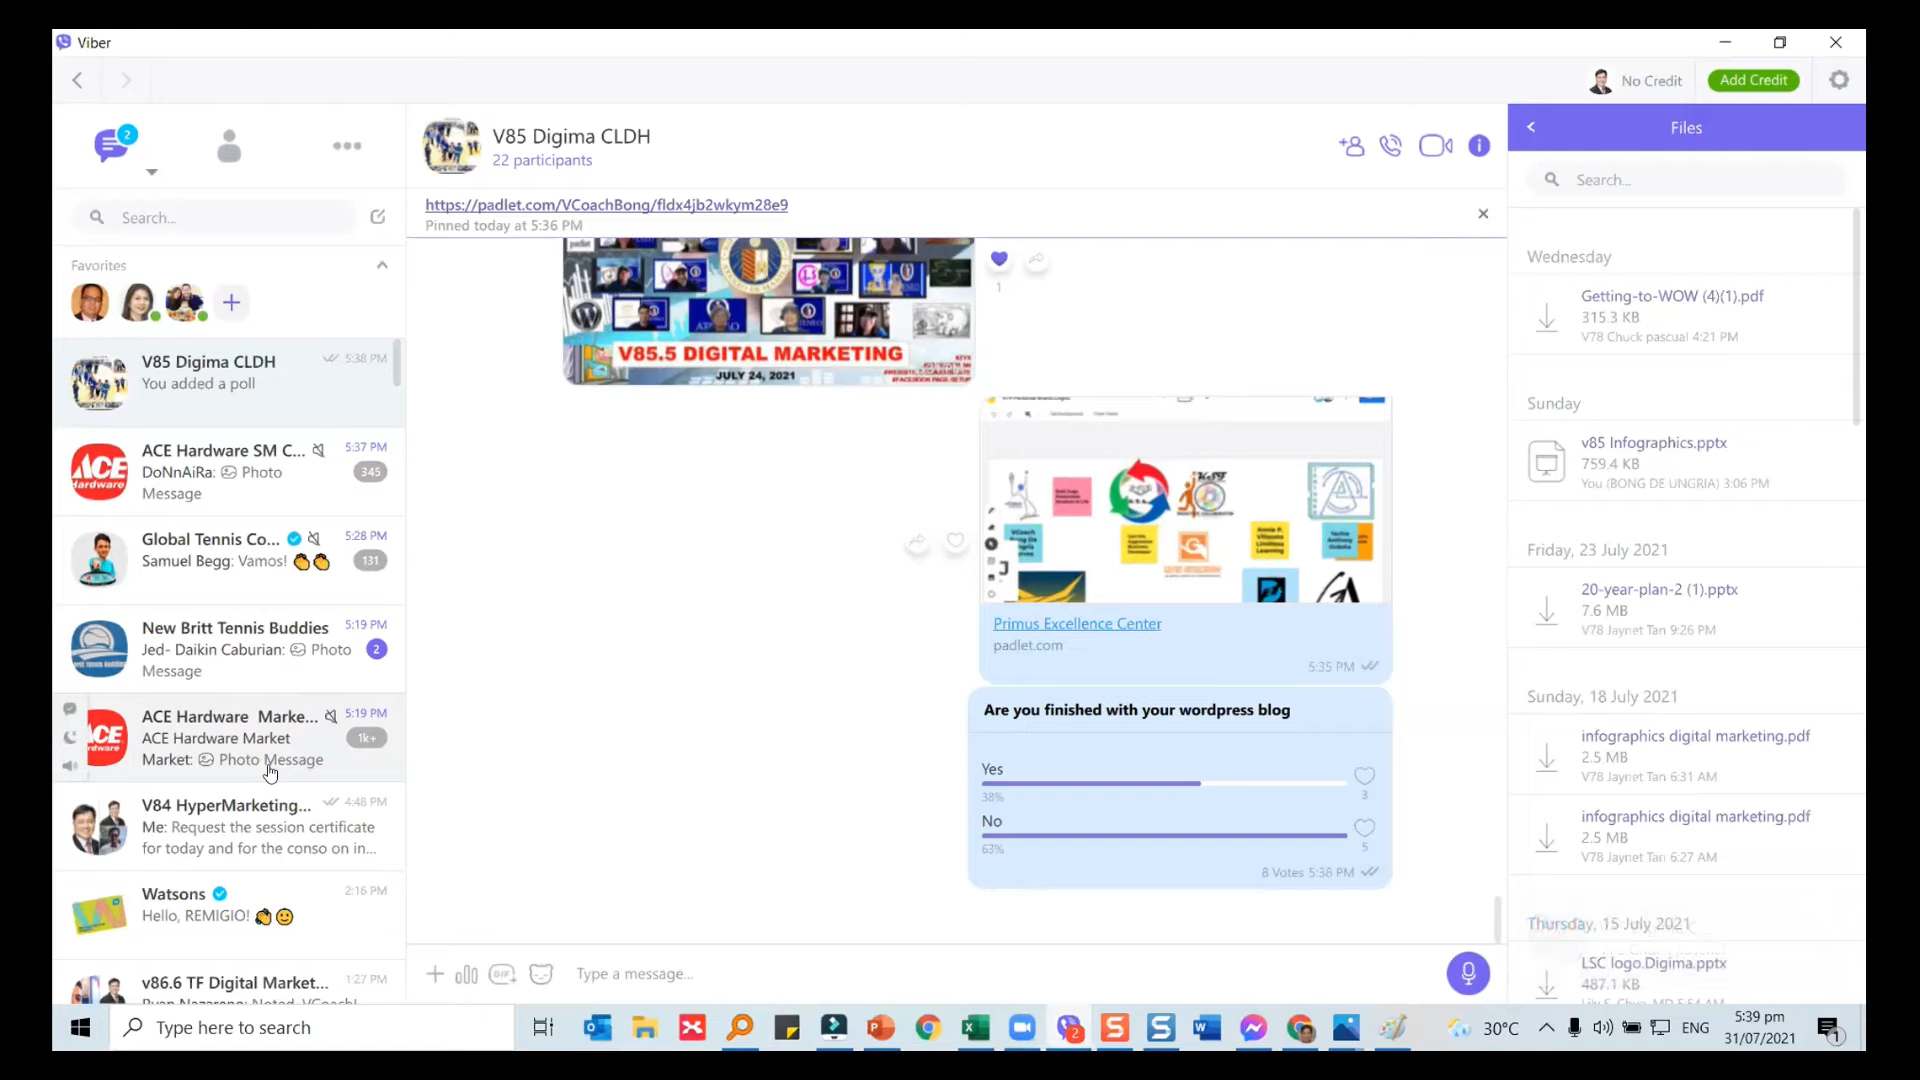 Viber
No Credit
Add Credit
2
Search...
Favorites
V85 Digima CLDH
5:38 PM
You added a poll
ACE Hardware SM C...
5:37 PM
DoNnAiRa: Photo
Message
345
Global Tennis Co...
5:28 PM
Samuel Begg: Vamos!
131
New Britt Tennis Buddies
5:19 PM
Jed- Daikin Caburian: Photo
Message
2
ACE Hardware Marke...
5:19 PM
ACE Hardware Market
Market: Photo Message
1k+
V84 HyperMarketing...
4:48 PM
Me: Request the session certificate
for today and for the conso on in...
Watsons
2:16 PM
Hello, REMIGIO!
v86.6 TF Digital Market...
1:27 PM
V85 Digima CLDH
22 participants
https://padlet.com/VCoachBong/fldx4jb2wkym28e9
Pinned today at 5:36 PM
V85.5 DIGITAL MARKETING
JULY 24, 2021
1
Primus Excellence Center
padlet.com
5:35 PM
Are you finished with your wordpress blog
Yes
38%
3
No
63%
5
8 Votes 5:38 PM
Type a message...
Files
Search...
Wednesday
Getting-to-WOW (4)(1).pdf
315.3 KB
V78 Chuck pascual 4:21 PM
Sunday
v85 Infographics.pptx
759.4 KB
You (BONG DE UNGRIA) 3:06 PM
Friday, 23 July 2021
20-year-plan-2 (1).pptx
7.6 MB
V78 Jaynet Tan 9:26 PM
Sunday, 18 July 2021
infographics digital marketing.pdf
2.5 MB
V78 Jaynet Tan 6:31 AM
infographics digital marketing.pdf
2.5 MB
V78 Jaynet Tan 6:27 AM
Thursday, 15 July 2021
LSC logo.Digima.pptx
487.1 KB
Type here to search
30°C
ENG
5:39 pm
31/07/2021
1